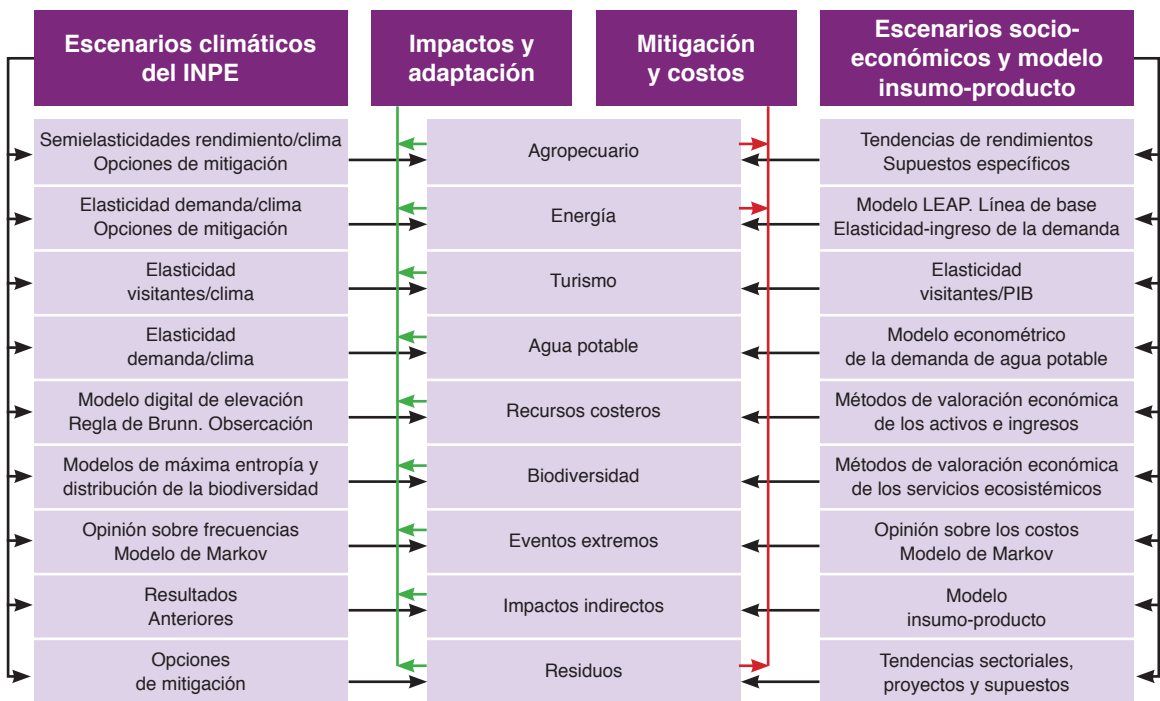 Escenarios climáticos
del INPE
Impactos y
adaptación
Mitigación
y costos
Escenarios socio-
económicos y modelo
insumo-producto
Semielasticidades rendimiento/clima
Opciones de mitigación
Agropecuario
Tendencias de rendimientos
Supuestos específicos
Elasticidad demanda/clima
Opciones de mitigación
Energía
Modelo LEAP. Línea de base
Elasticidad-ingreso de la demanda
Elasticidad
visitantes/clima
Turismo
Elasticidad
visitantes/PIB
Elasticidad
demanda/clima
Agua potable
Modelo econométrico
de la demanda de agua potable
Modelo digital de elevación
Regla de Brunn. Obsercación
Recursos costeros
Métodos de valoración económica
de los activos e ingresos
Modelos de máxima entropía y
distribución de la biodiversidad
Biodiversidad
Métodos de valoración económica
de los servicios ecosistémicos
Opinión sobre frecuencias
Modelo de Markov
Eventos extremos
Opinión sobre los costos
Modelo de Markov
Resultados
Anteriores
Impactos indirectos
Modelo
insumo-producto
Opciones
de mitigación
Residuos
Tendencias sectoriales,
proyectos y supuestos